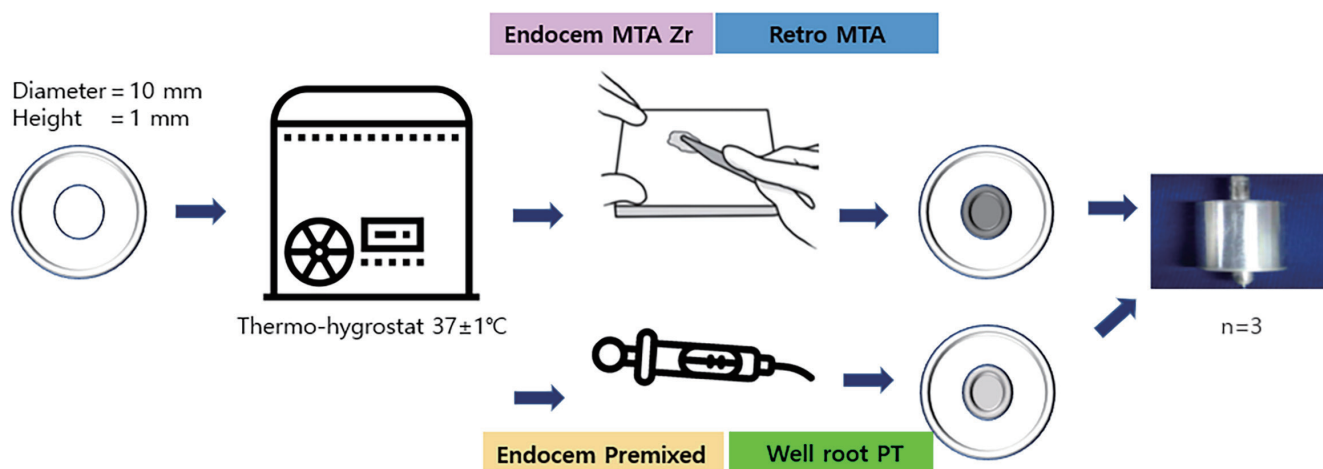 Endocem MTA Zr
Retro MTA
Diameter = 10 mm
Height = 1 mm
Thermo-hygrostat 37±1℃
n=3
Endocem Premixed
Well root PT